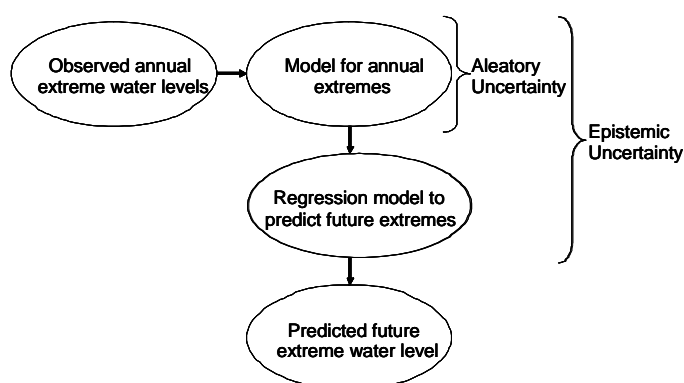 Observed annual
extreme water levels
Model for annual
extremes
Aleatory
Uncertainty
Epistemic
Uncertainty
Regression model to
predict future extremes
Predicted future
extreme water level